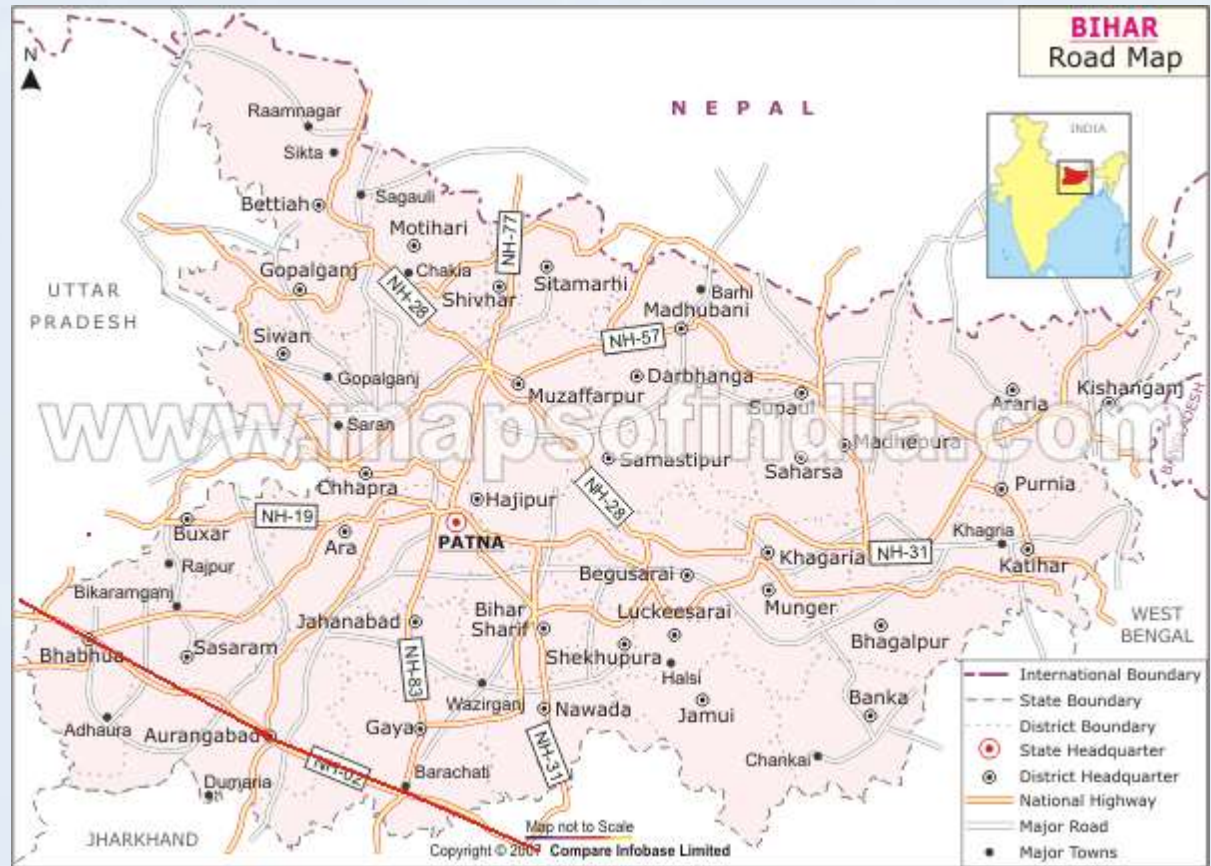 BIHAR
Road Map
N
NEPAL
INDIA
Raamnagar
Sikta
Bettiah
Sagauli
Motihari
Chakia
NH-77
Gopalganj
NH-28
Shivhar
Sitamarhi
Barhi
Madhubani
UTTAR
PRADESH
Siwan
NH-57
Gopalganj
Muzaffarpur
Darbhanga
Supaul
Araria
Kishanganj
BANGLADESH
www.mapsofindia.com
Saran
Samastipur
Saharsa
Madhepura
Chhapra
Hajipur
NH-28
Purnia
NH-19
Buxar
Ara
PATNA
Khagaria
NH-31
Khagria
Katihar
Rajpur
Bikaramganj
Begusarai
Munger
Jahanabad
Bihar
Sharif
Luckeesarai
WEST
BENGAL
Bhabhua
Sasaram
NH-83
Shekhupura
Halsi
Bhagalpur
Wazirganj
Nawada
Jamui
Banka
Adhaura
Aurangabad
Gaya
NH-31
Chankai
NH-02
Barachati
Dumaria
JHARKHAND
Map not to Scale
Copyright © 2007 Compare Infobase Limited
International Boundary
State Boundary
District Boundary
State Headquarter
District Headquarter
National Highway
Major Road
Major Towns